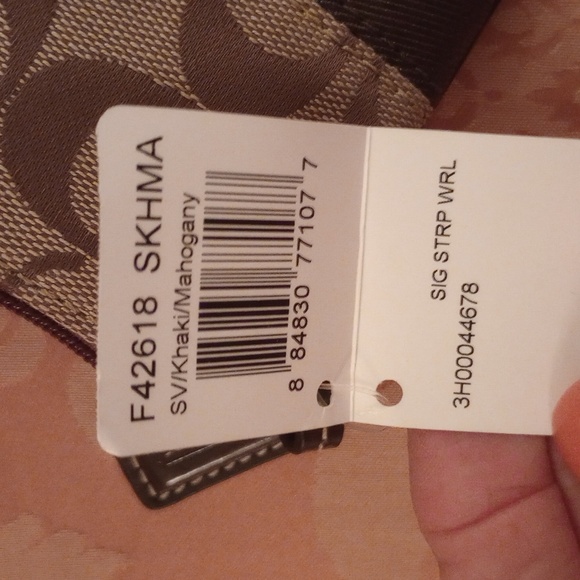 F42618 SKHMA
SV/Khaki/Mahogany
8 84830 77107 7
SIG STRP WRL
3H00044678